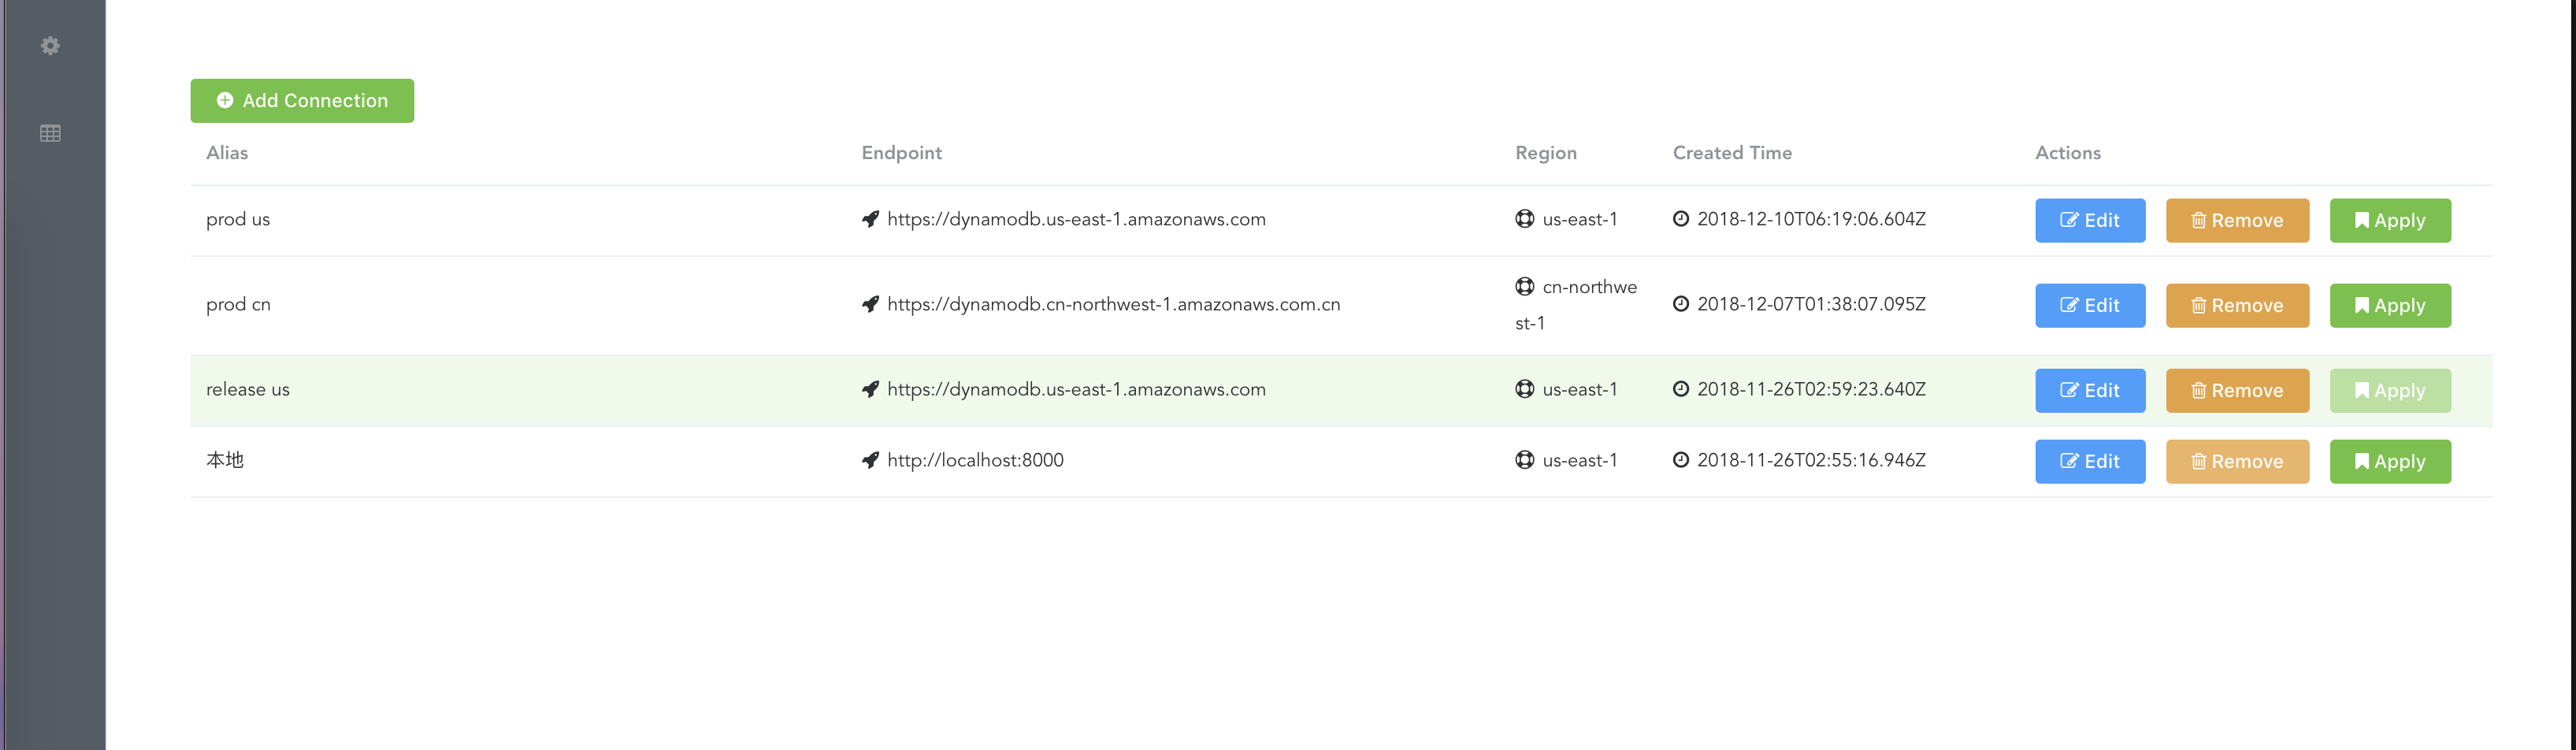 Add Connection
Alias Endpoint Region Created Time Actions
prod us https://dynamodb.us-east-1.amazonaws.com us-east-1 2018-12-10T06:19:06.604Z Edit Remove Apply
prod cn https://dynamodb.cn-northwest-1.amazonaws.com.cn cn-northwe 2018-12-07T01:38:07.095Z Edit Remove Apply
st-1
release us https://dynamodb.us-east-1.amazonaws.com us-east-1 2018-11-26T02:59:23.640Z Edit Remove Apply
本地 http://localhost:8000 us-east-1 2018-11-26T02:55:16.946Z Edit Remove Apply